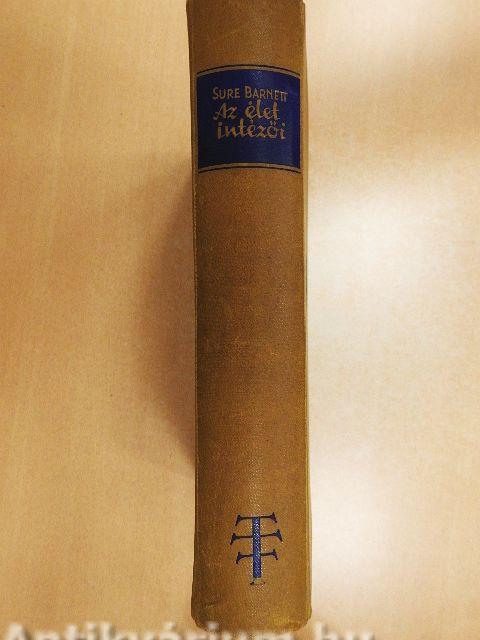 SURE BARNETT
Az élet
intézői
Antikvárium.hu